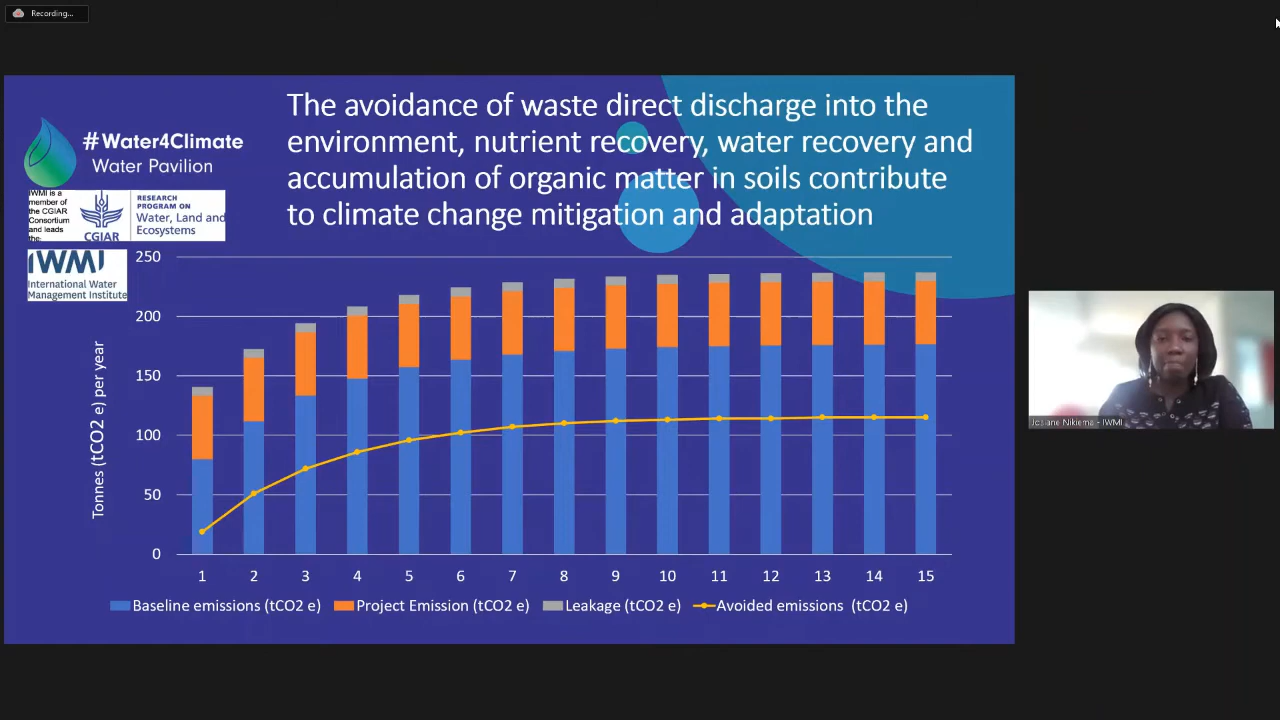 Recording...
#Water4Climate
Water Pavilion
IWMI is a
member of
the CGIAR
Consortium
and leads
the:
CGIAR
RESEARCH
PROGRAM ON
Water, Land and
Ecosystems
IWMI
International Water
Management Institute
The avoidance of waste direct discharge into the
environment, nutrient recovery, water recovery and
accumulation of organic matter in soils contribute
to climate change mitigation and adaptation
Tonnes (tCO2 e) per year
250
200
150
100
50
0
1 2 3 4 5 6 7 8 9 10 11 12 13 14 15
Baseline emissions (tCO2 e) Project Emission (tCO2 e) Leakage (tCO2 e) Avoided emissions (tCO2 e)
Josiane Nikiema - IWMI